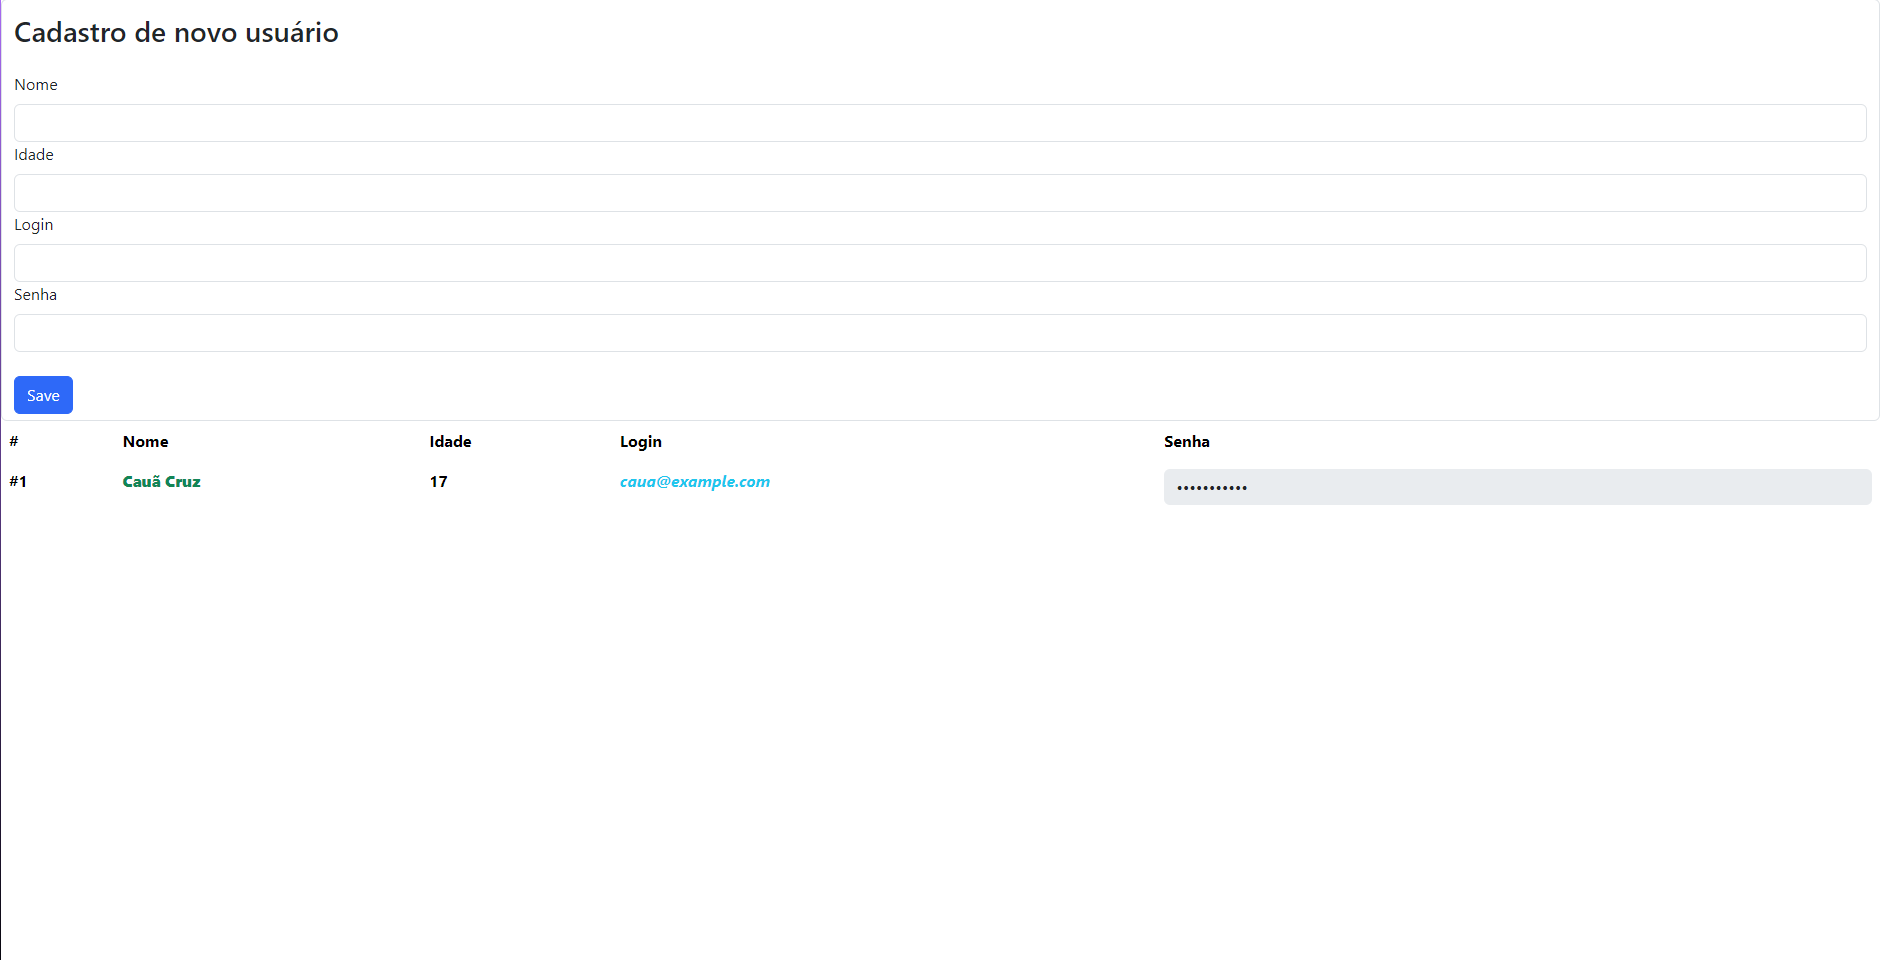 Cadastro de novo usuário
Nome
Idade
Login
Senha
Save
# Nome Idade Login Senha
#1 Cauã Cruz 17 caua@example.com •••••••••••